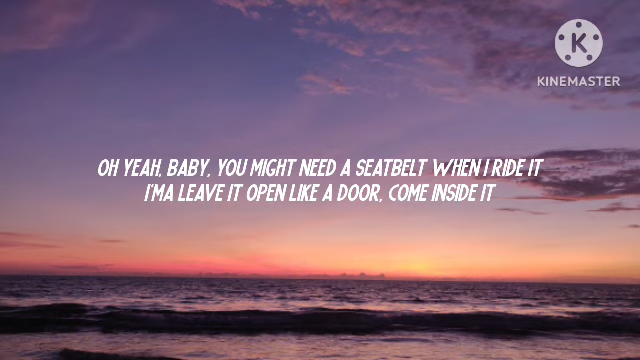 K
KINEMASTER
OH YEAH, BABY, YOU MIGHT NEED A SEATBELT WHEN I RIDE IT
I'MA LEAVE IT OPEN LIKE A DOOR, COME INSIDE IT